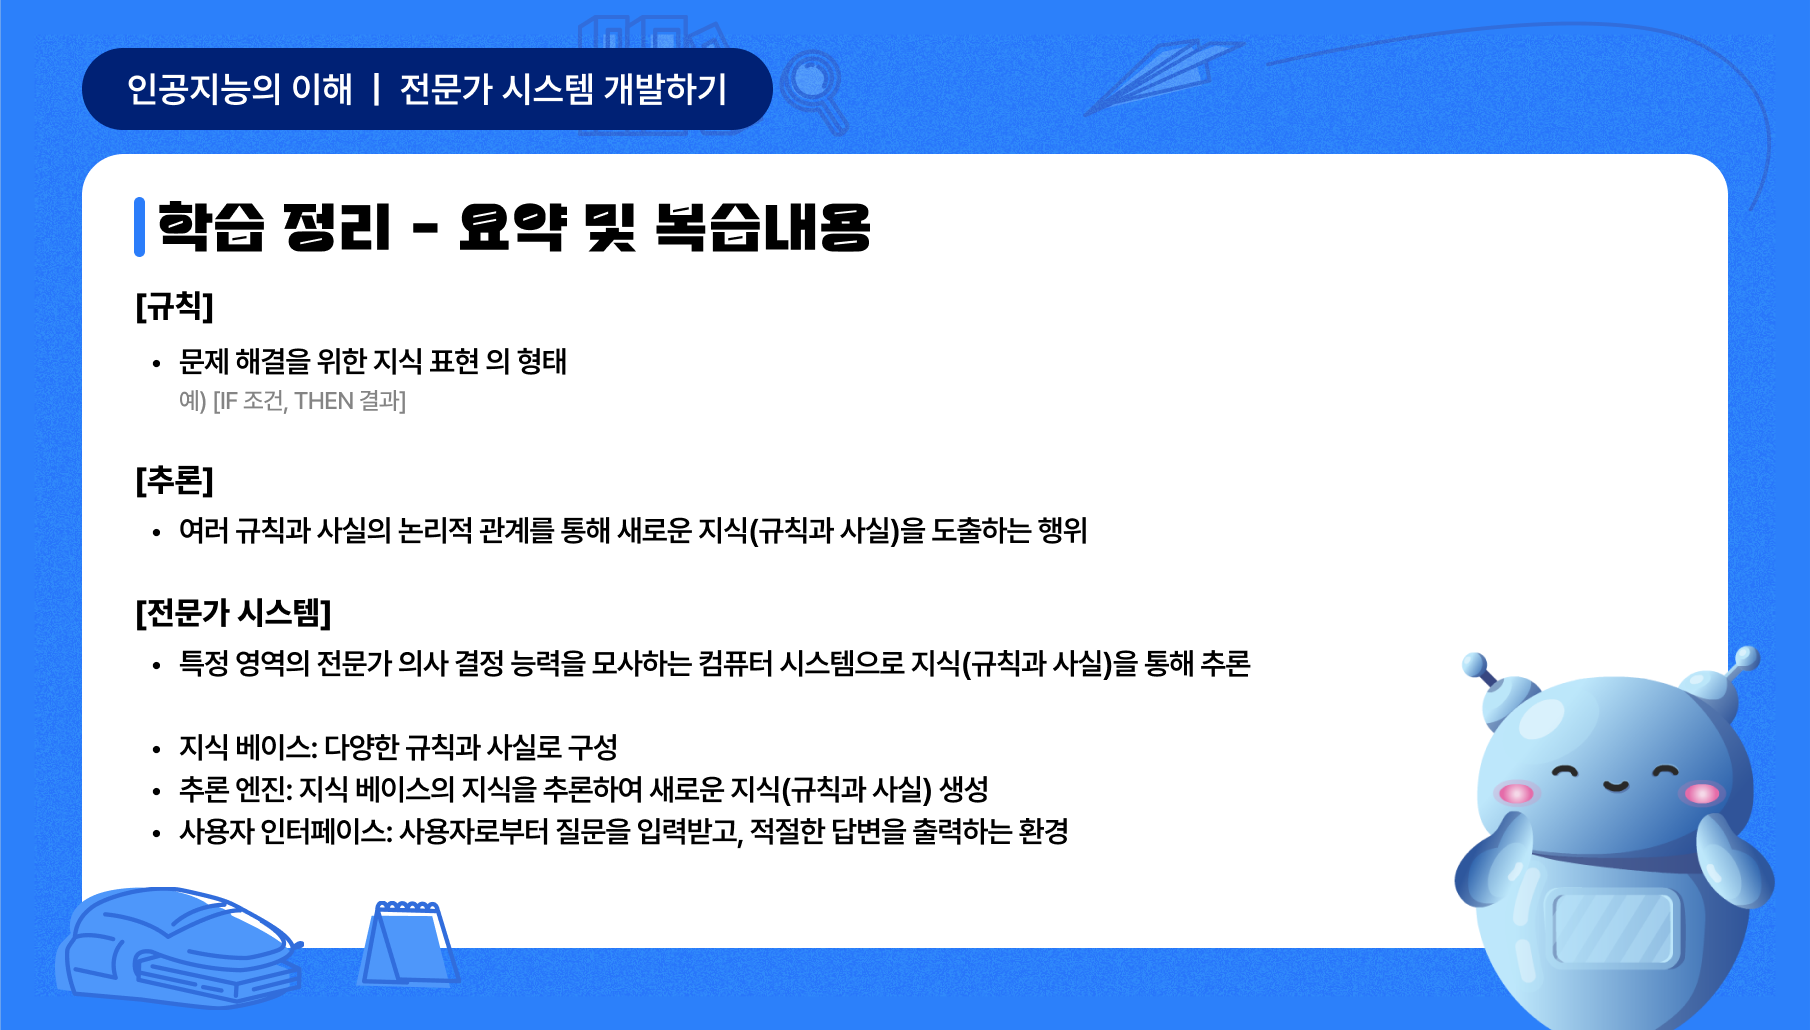 인공지능의 이해 | 전문가 시스템 개발하기
학습 정리 - 요약 및 복습내용
[규칙]
• 문제 해결을 위한 지식 표현 의 형태
예) [IF 조건, THEN 결과]
[추론]
• 여러 규칙과 사실의 논리적 관계를 통해 새로운 지식(규칙과 사실)을 도출하는 행위
[전문가 시스템]
• 특정 영역의 전문가 의사 결정 능력을 모사하는 컴퓨터 시스템으로 지식(규칙과 사실)을 통해 추론
• 지식 베이스: 다양한 규칙과 사실로 구성
• 추론 엔진: 지식 베이스의 지식을 추론하여 새로운 지식(규칙과 사실) 생성
• 사용자 인터페이스: 사용자로부터 질문을 입력받고, 적절한 답변을 출력하는 환경